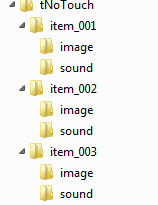 tNoTouch
item_001
image
sound
item_002
image
sound
item_003
image
sound